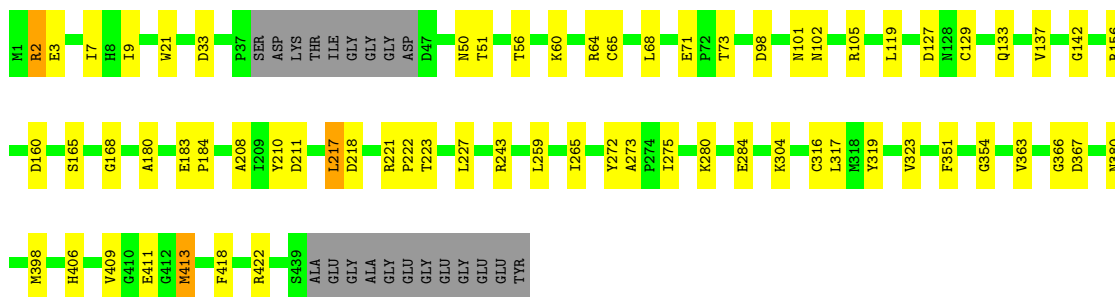 M1 R2 E3 I7 H8 I9 W21 D33 P37 SER ASP LYS THR ILE GLY GLY GLY ASP D47 N50 T51 T56 K60 R64 C65 L68 E71 P72 T73 D98 N101 N102 R105 L119 D127 N128 C129 Q133 V137 G142 R156
D160 S165 G168 A180 E183 P184 A208 I209 Y210 D211 L217 D218 R221 P222 T223 L227 R243 L259 I265 Y272 A273 P274 I275 K280 E284 K304 C316 L317 M318 Y319 V323 F351 G354 V363 G366 D367 N380
M398 H406 V409 G410 E411 G412 M413 F418 R422 S439 ALA GLU GLY ALA GLY GLU GLY GLU GLY GLU GLU TYR